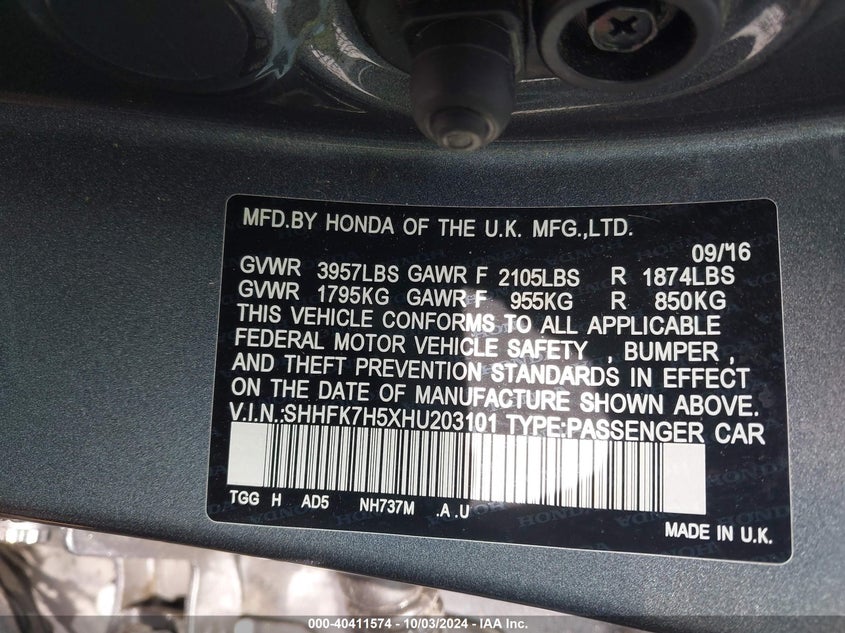 MFD.BY HONDA OF THE U.K. MFG.,LTD.
09/16
GVWR 3957LBS GAWR F 2105LBS R 1874LBS
GVWR 1795KG GAWR F 955KG R 850KG
THIS VEHICLE CONFORMS TO ALL APPLICABLE
FEDERAL MOTOR VEHICLE SAFETY , BUMPER ,
AND THEFT PREVENTION STANDARDS IN EFFECT
ON THE DATE OF MANUFACTURE SHOWN ABOVE.
V.I.N.:SHHFK7H5XHU203101 TYPE:PASSENGER CAR
TGG H AD5 NH737M .A .U
MADE IN U.K.
000-40411574 - 10/03/2024 - IAA Inc.